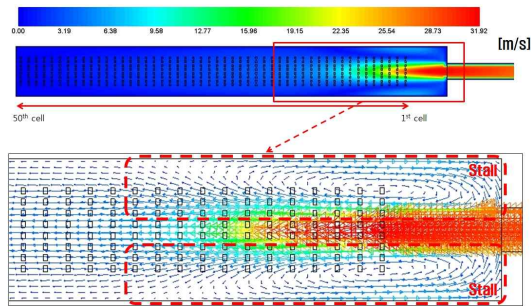 0.00 3.19 6.38 9.58 12.77 15.96 19.15 22.35 25.54 28.73 31.92
[m/s]
50th cell 1st cell
Stall
Stall